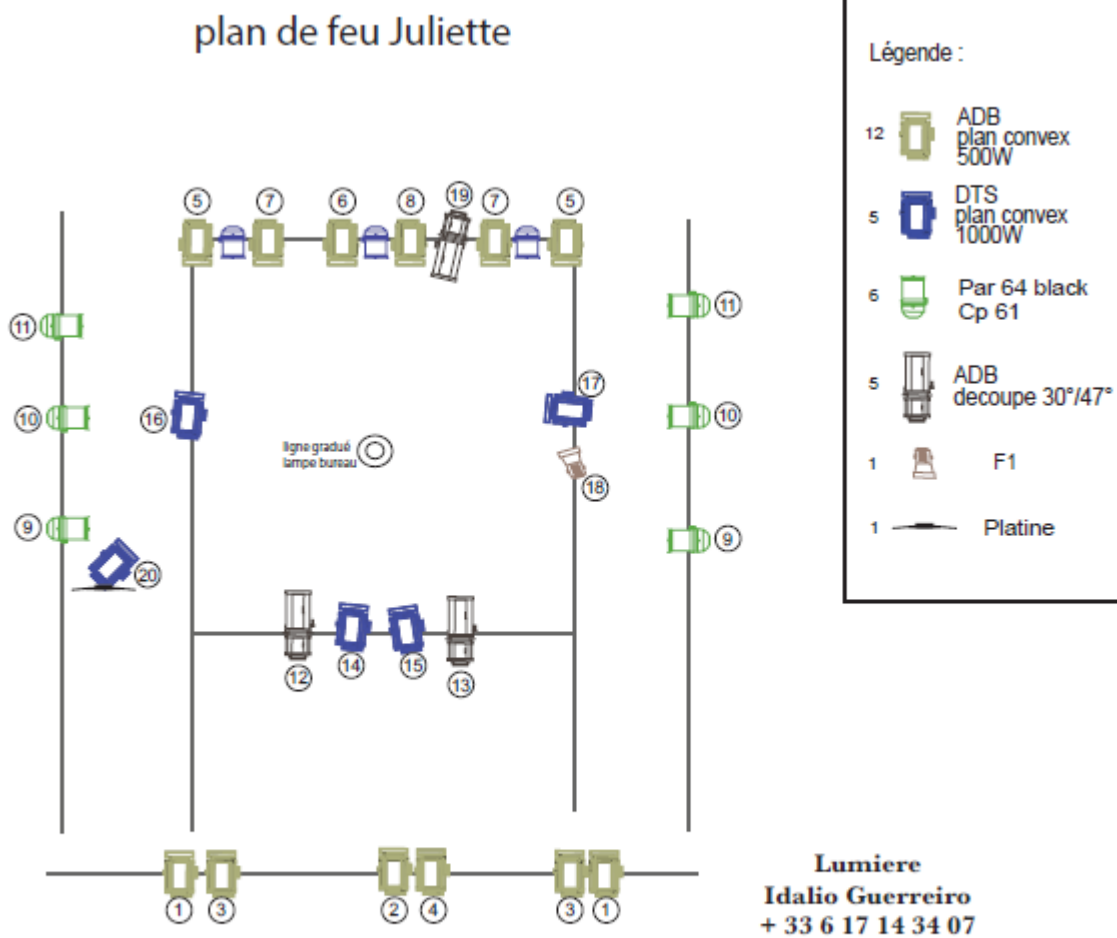 plan de feu Juliette
Légende :
12 ADB
plan convex
500W
5 DTS
plan convex
1000W
6 Par 64 black
Cp 61
5 ADB
decoupe 30°/47°
1 F1
1 Platine
5 7 6 8 19 7 5
11 11
10 16 17 10
ligne gradué
lampe bureau
18
9 9
20
12 14 15 13
1 3 2 4 3 1
Lumiere
Idalio Guerreiro
+ 33 6 17 14 34 07